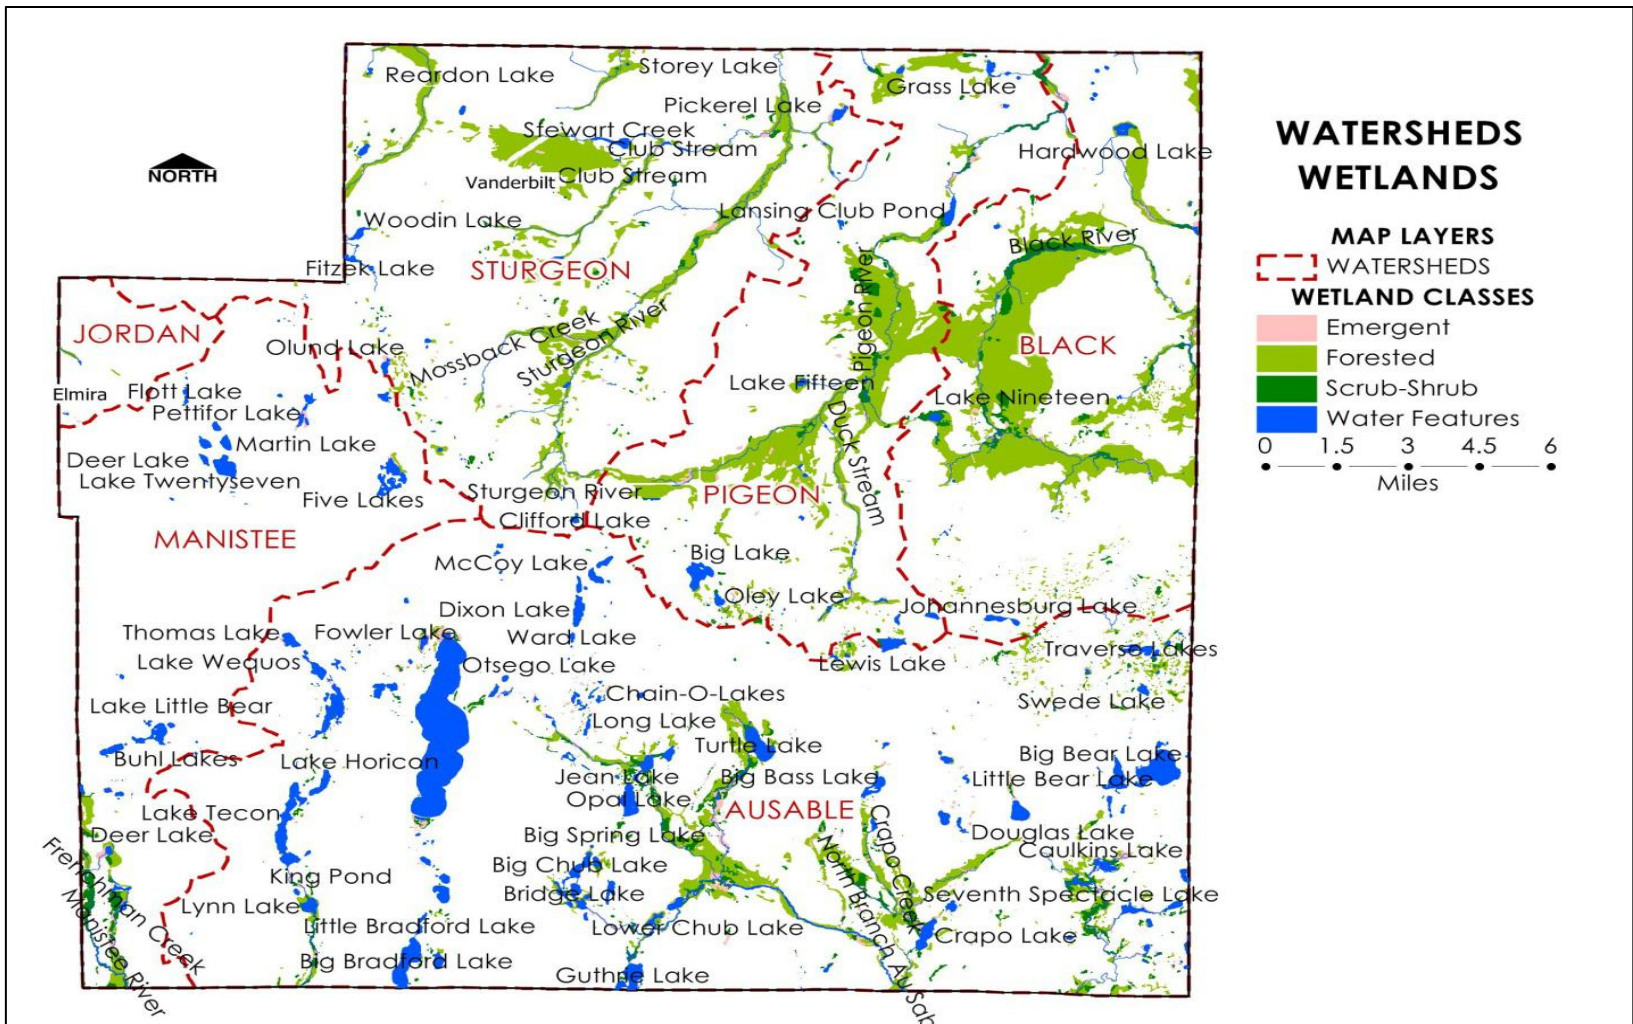 Reardon Lake
Storey Lake
Grass Lake
Pickerel Lake
Stewart Creek
Club Stream
Hardwood Lake
NORTH
Vanderbilt
Club Stream
Woodin Lake
Lansing Club Pond
Black River
Fitzek Lake
STURGEON
Pigeon River
JORDAN
Olund Lake
Mossback Creek
Sturgeon River
BLACK
Elmira
Flott Lake
Lake Fifteen
Lake Nineteen
Pettifor Lake
Martin Lake
Duck Stream
Deer Lake
Lake Twentyseven
Five Lakes
Sturgeon River
PIGEON
Clifford Lake
MANISTEE
McCoy Lake
Big Lake
Oley Lake
Dixon Lake
Johannesburg Lake
Thomas Lake
Fowler Lake
Ward Lake
Lake Wequos
Otsego Lake
Lewis Lake
Traverse Lakes
Chain-O-Lakes
Swede Lake
Lake Little Bear
Long Lake
Turtle Lake
Buhl Lakes
Lake Horican
Big Bear Lake
Jean Lake
Big Bass Lake
Little Bear Lake
Opal Lake
Lake Tecon
AUSABLE
Deer Lake
Big Spring Lake
Douglas Lake
Crapo Creek
Caulkins Lake
Big Chub Lake
King Pond
Bridge Lake
Seventh Spectacle Lake
Lynn Lake
Little Bradford Lake
Lower Chub Lake
Crapo Lake
Frenchman Creek
Manistee River
Big Bradford Lake
Guthrie Lake
North Branch Au Sab
WATERSHEDS
WETLANDS
MAP LAYERS
WATERSHEDS
WETLAND CLASSES
Emergent
Forested
Scrub-Shrub
Water Features
0 1.5 3 4.5 6
Miles